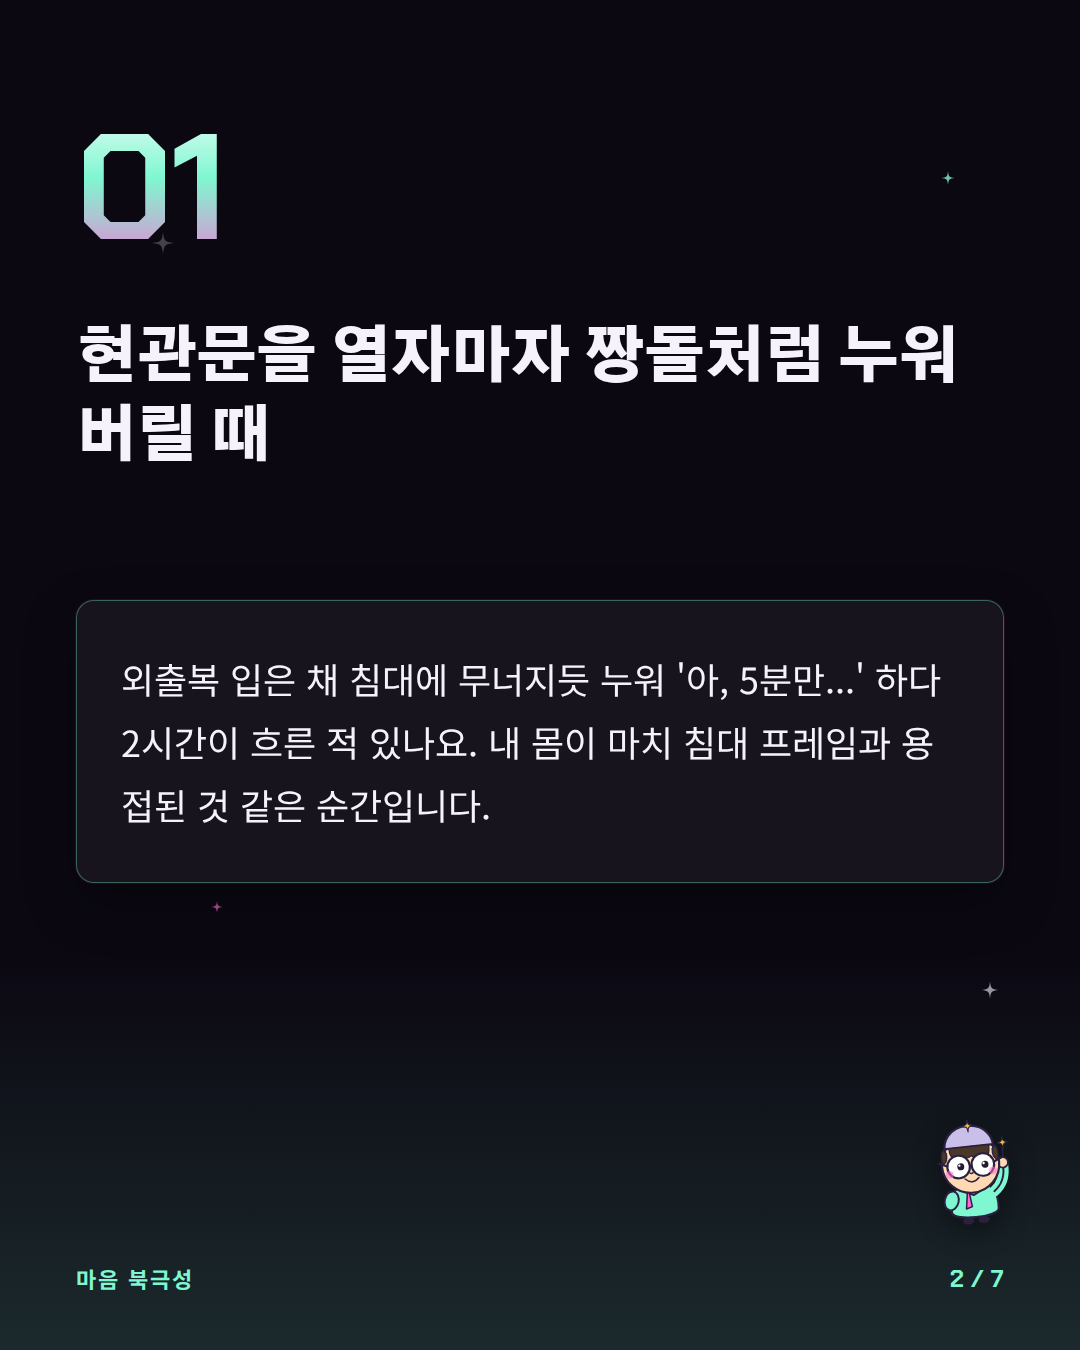 01
현관문을 열자마자 짱돌처럼 누워
버릴 때
외출복 입은 채 침대에 무너지듯 누워 '아, 5분만...' 하다
2시간이 흐른 적 있나요. 내 몸이 마치 침대 프레임과 용
접된 것 같은 순간입니다.
마음 북극성
2 / 7